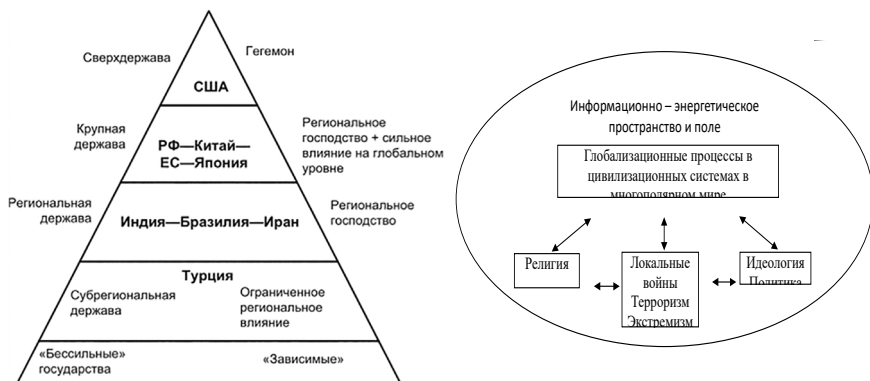 Сверхдержава
Гегемон
США
Крупная
держава
РФ—Китай—
ЕС—Япония
Региональное
господство + сильное
влияние на глобальном
уровне
Региональная
держава
Индия—Бразилия—Иран
Региональное
господство
Турция
Субрегиональная
держава
Ограниченное
региональное
влияние
«Бессильные»
государства
«Зависимые»
Информационно – энергетическое
пространство и поле
Глобализационные процессы в
цивилизационных системах в
многополярном мире
Религия
Локальные
войны
Терроризм
Экстремизм
Идеология
Политика